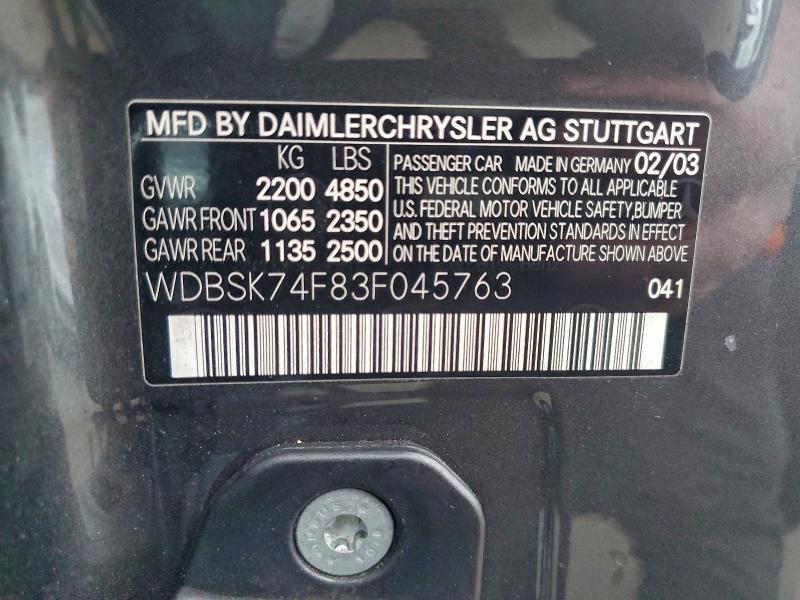 MFD BY DAIMLERCHRYSLER AG STUTTGART
KG LBS
GVWR 2200 4850
GAWR FRONT 1065 2350
GAWR REAR 1135 2500
PASSENGER CAR MADE IN GERMANY 02/03
THIS VEHICLE CONFORMS TO ALL APPLICABLE
U.S. FEDERAL MOTOR VEHICLE SAFETY,BUMPER
AND THEFT PREVENTION STANDARDS IN EFFECT
ON THE DATE OF MANUFACTURE SHOWN ABOVE
WDBSK74F83F045763 041